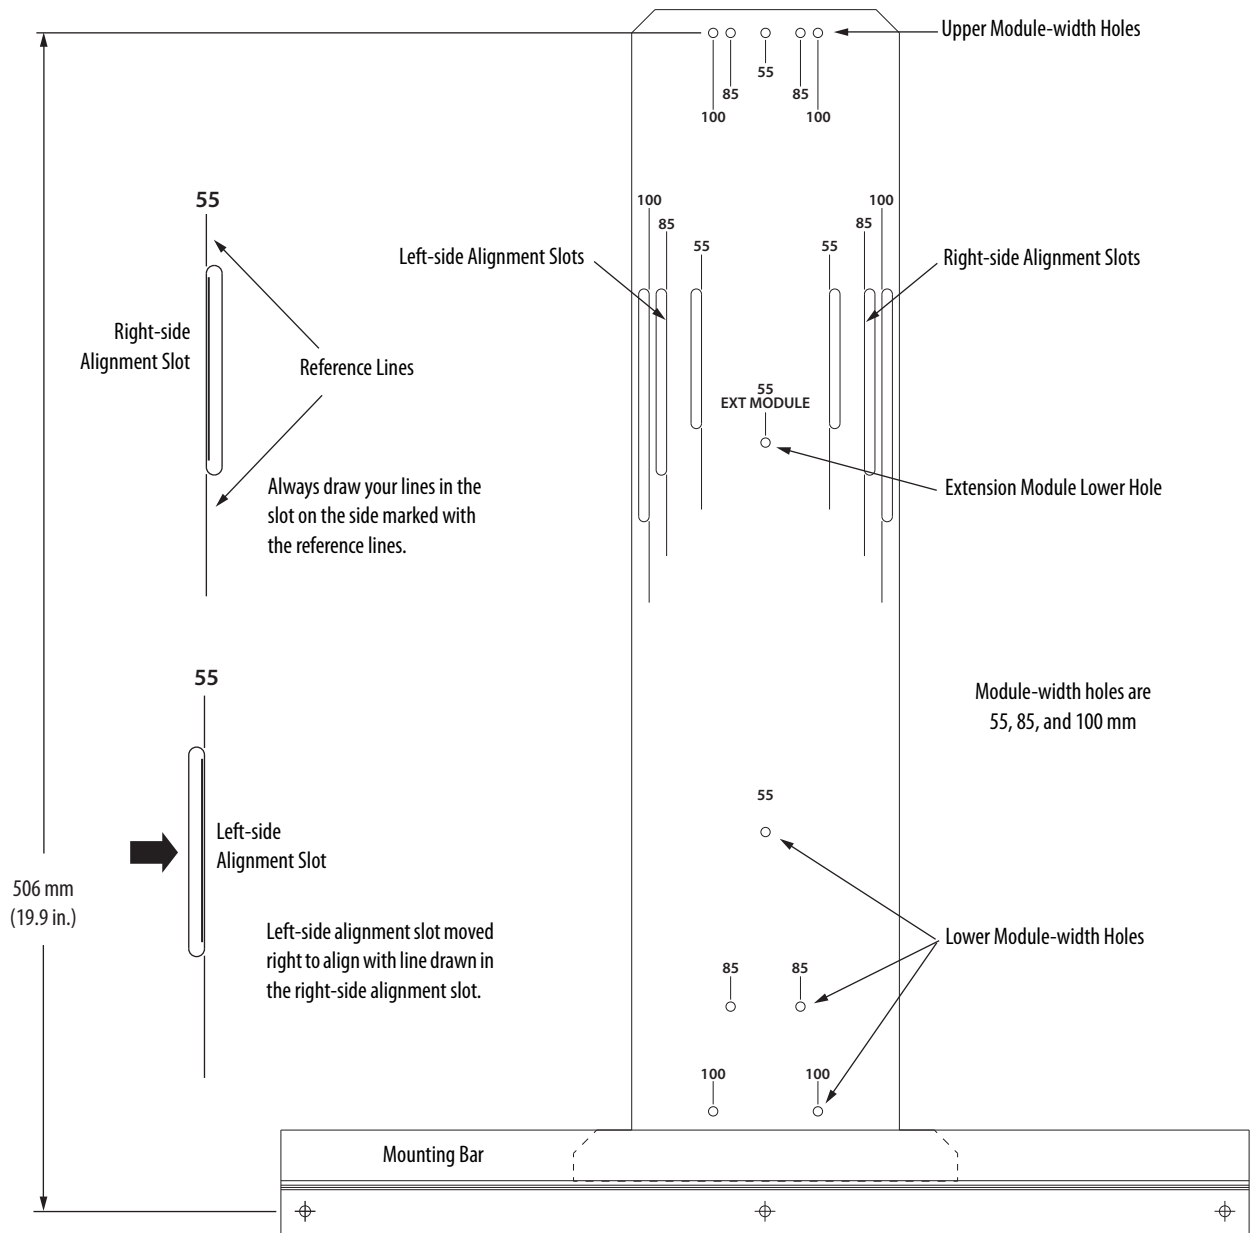 Upper Module-width Holes
55
85
85
100
100
55
100
100
85
85
55
55
Left-side Alignment Slots
Right-side Alignment Slots
Right-side
Alignment Slot
Reference Lines
55
EXT MODULE
Always draw your lines in the
slot on the side marked with
the reference lines.
Extension Module Lower Hole
55
Module-width holes are
55, 85, and 100 mm
55
Left-side
Alignment Slot
506 mm
(19.9 in.)
Left-side alignment slot moved
right to align with line drawn in
the right-side alignment slot.
Lower Module-width Holes
85
85
100
100
Mounting Bar